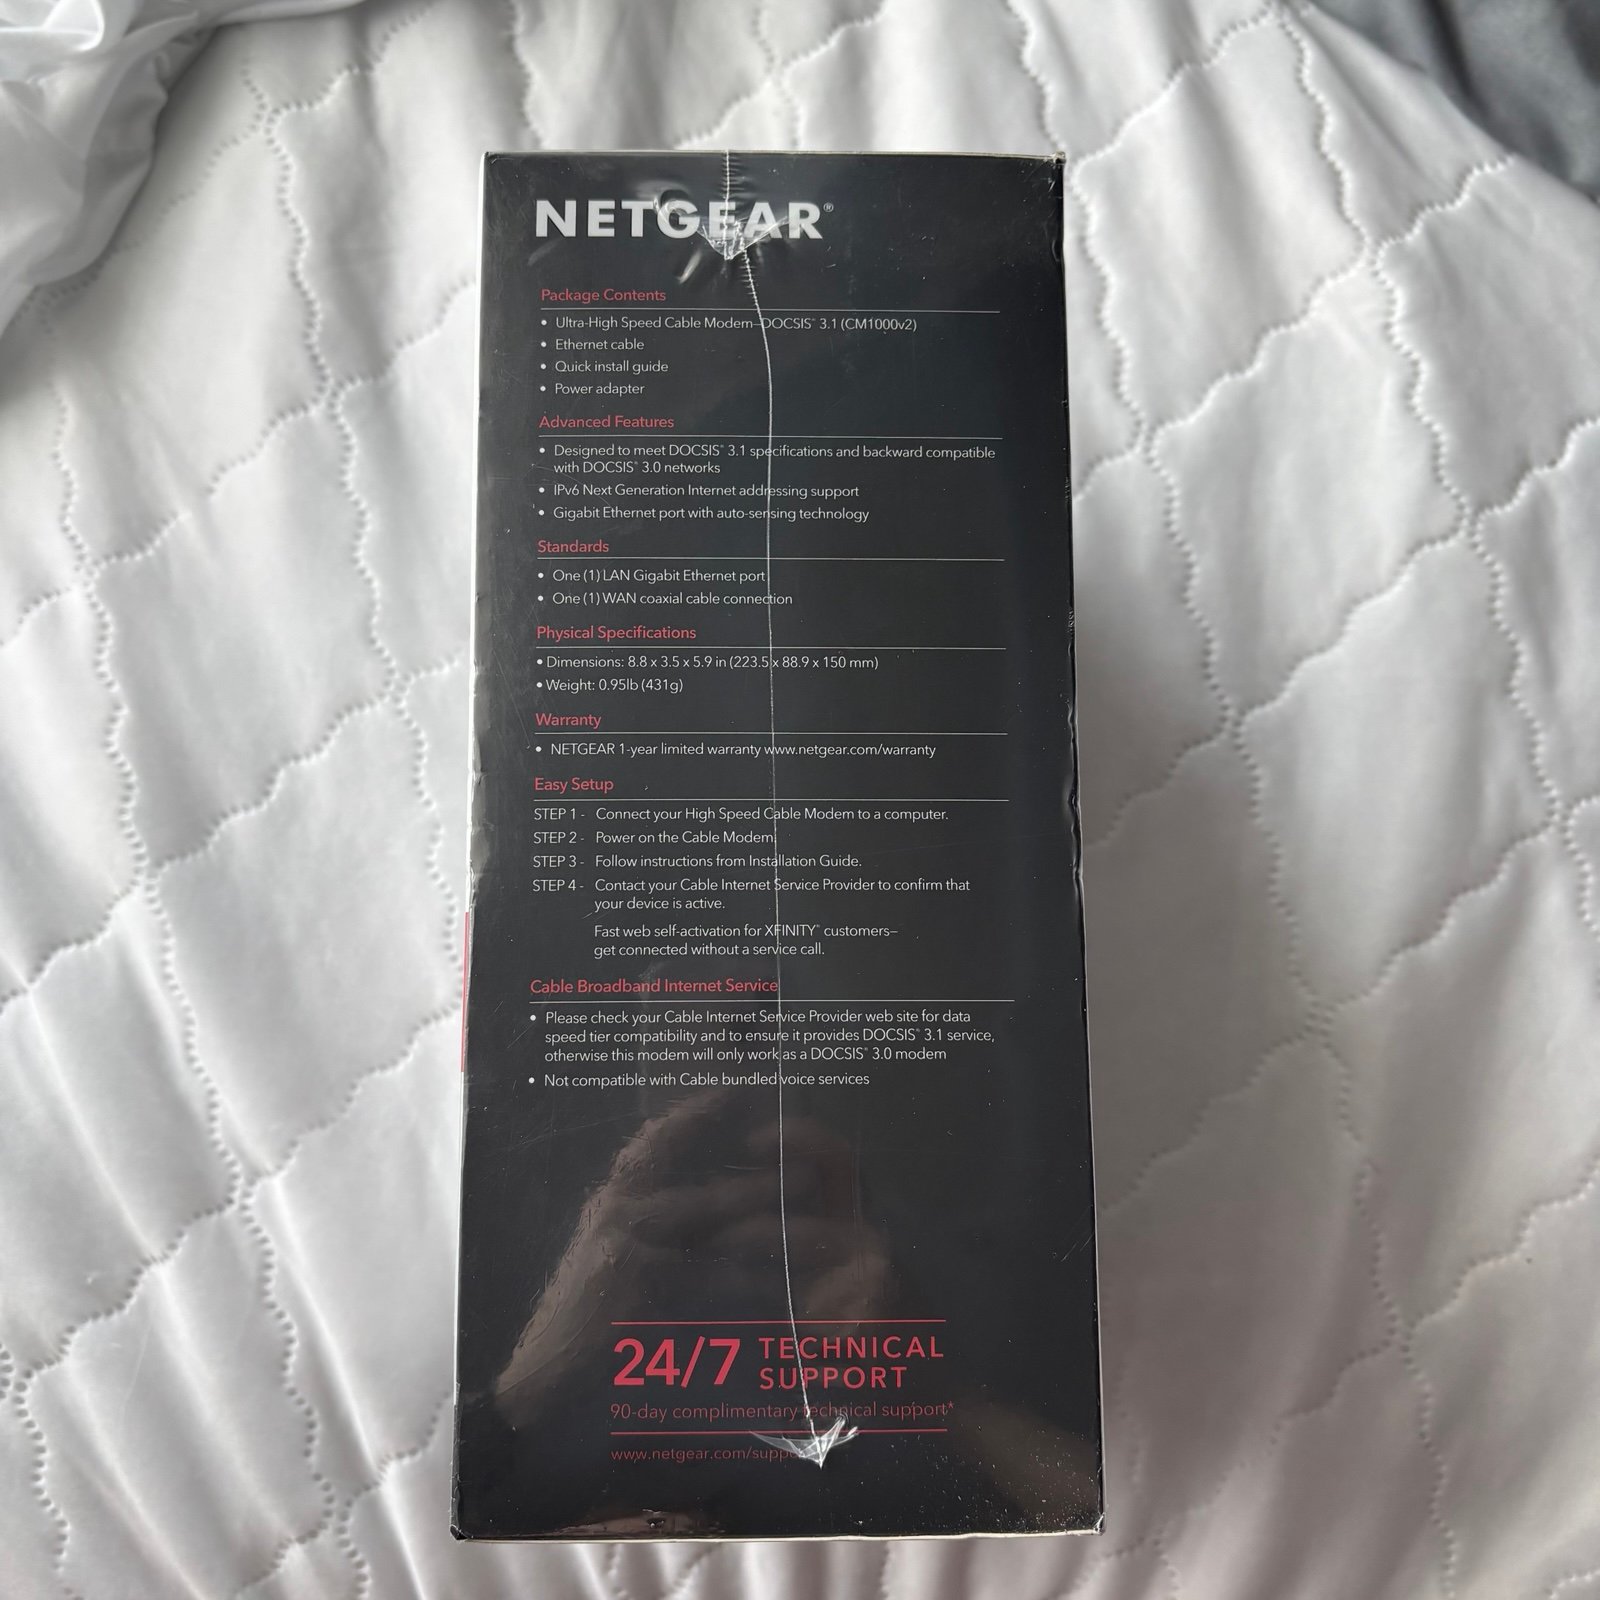 NETGEAR®
Package Contents
• Ultra-High Speed Cable Modem–DOCSIS® 3.1 (CM1000v2)
• Ethernet cable
• Quick install guide
• Power adapter
Advanced Features
• Designed to meet DOCSIS® 3.1 specifications and backward compatible
with DOCSIS® 3.0 networks
• IPv6 Next Generation Internet addressing support
• Gigabit Ethernet port with auto-sensing technology
Standards
• One (1) LAN Gigabit Ethernet port
• One (1) WAN coaxial cable connection
Physical Specifications
• Dimensions: 8.8 x 3.5 x 5.9 in (223.5 x 88.9 x 150 mm)
• Weight: 0.95lb (431g)
Warranty
• NETGEAR 1-year limited warranty www.netgear.com/warranty
Easy Setup
STEP 1 - Connect your High Speed Cable Modem to a computer.
STEP 2 - Power on the Cable Modem.
STEP 3 - Follow instructions from Installation Guide.
STEP 4 - Contact your Cable Internet Service Provider to confirm that
your device is active.
Fast web self-activation for XFINITY® customers–
get connected without a service call.
Cable Broadband Internet Service
• Please check your Cable Internet Service Provider web site for data
speed tier compatibility and to ensure it provides DOCSIS® 3.1 service,
otherwise this modem will only work as a DOCSIS® 3.0 modem
• Not compatible with Cable bundled voice services
24/7 TECHNICAL
SUPPORT
90-day complimentary technical support*